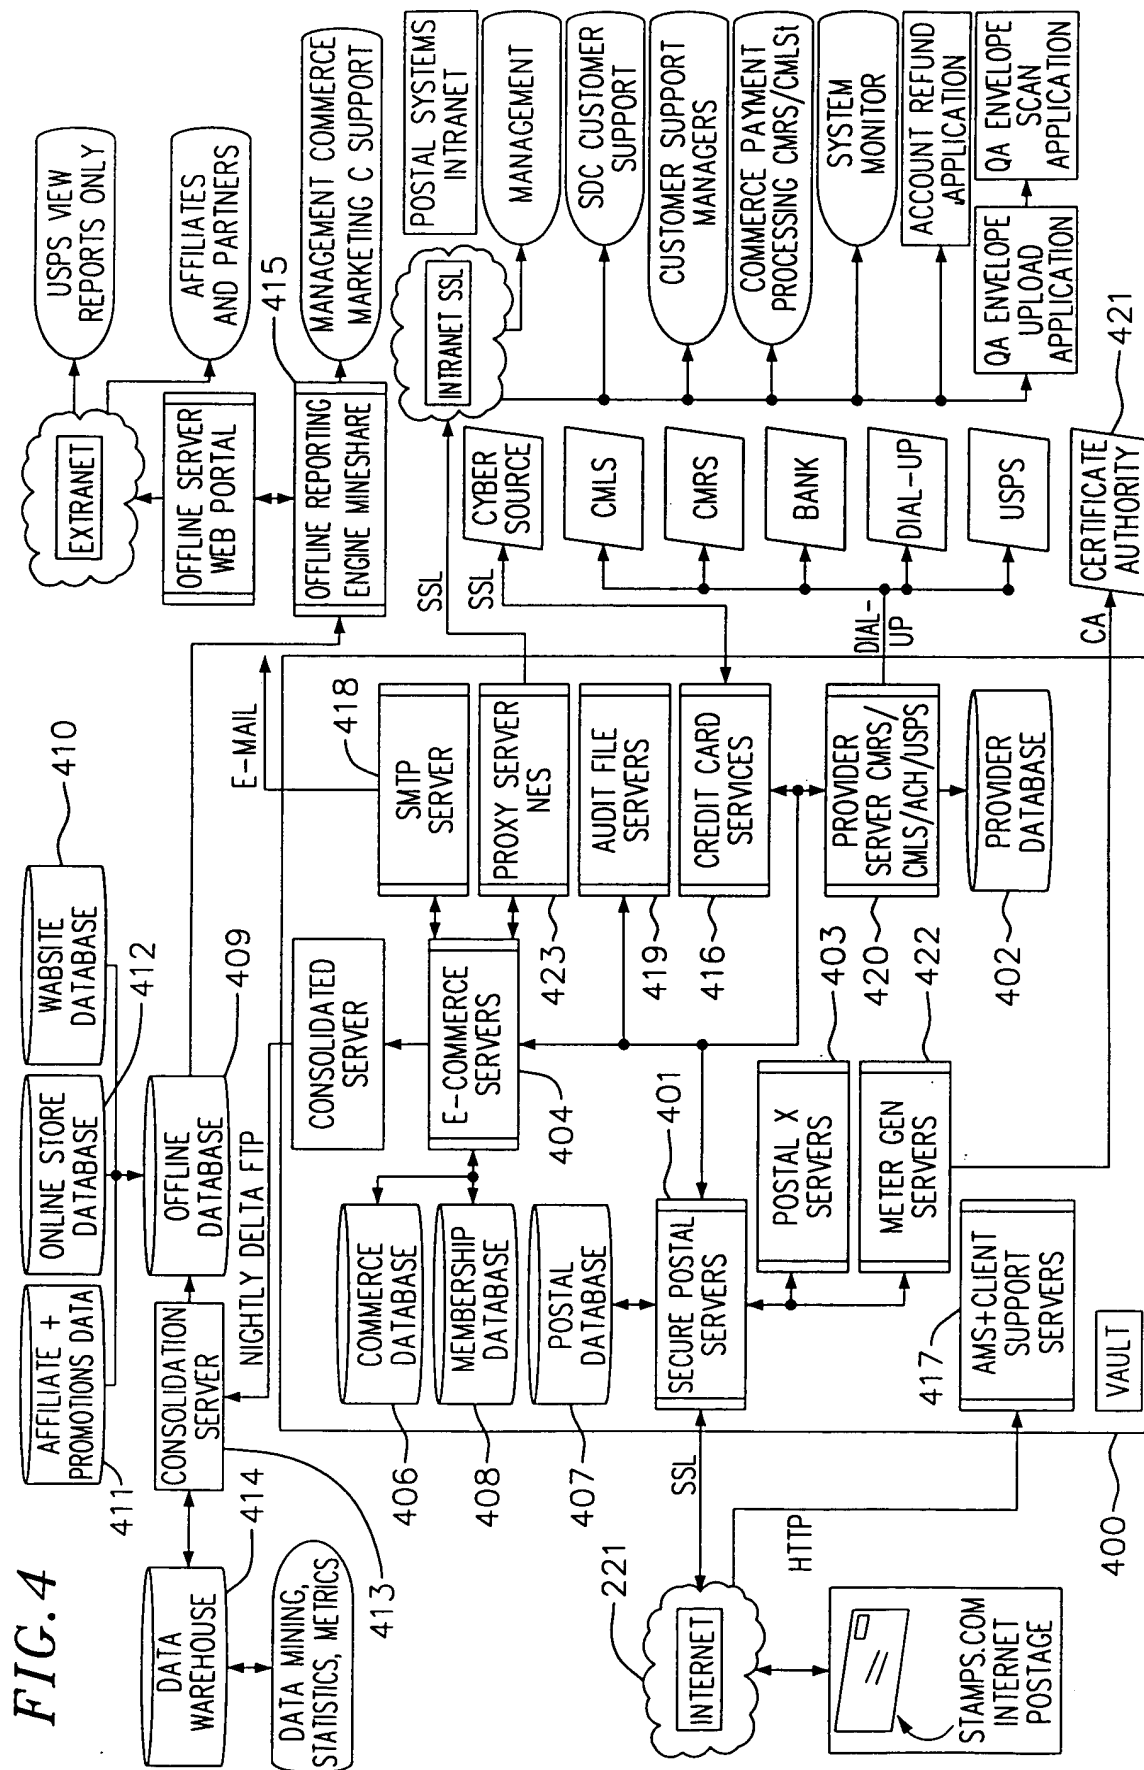 FIG.4
AFFILIATE +
PROMOTIONS DATA
411
ONLINE STORE
DATABASE
412
WABSITE
DATABASE
410
EXTRANET
USPS VIEW
REPORTS ONLY
AFFILIATES
AND PARTNERS
DATA
WAREHOUSE
414
CONSOLIDATION
SERVER
413
OFFLINE
DATABASE
409
OFFLINE SERVER
WEB PORTAL
DATA MINING,
STATISTICS, METRICS
NIGHTLY DELTA FTP
E-MAIL
OFFLINE REPORTING
ENGINE MINESHARE
415
MANAGEMENT COMMERCE
MARKETING C SUPPORT
CONSOLIDATED
SERVER
SMTP
SERVER
418
COMMERCE
DATABASE
406
E-COMMERCE
SERVERS
404
MEMBERSHIP
DATABASE
408
PROXY SERVER
NES
423
SSL
INTRANET SSL
POSTAL SYSTEMS
INTRANET
MANAGEMENT
POSTAL
DATABASE
407
AUDIT FILE
SERVERS
419
SSL
CYBER
SOURCE
SDC CUSTOMER
SUPPORT
SECURE POSTAL
SERVERS
401
CREDIT CARD
SERVICES
416
CMLS
CUSTOMER SUPPORT
MANAGERS
CMRS
COMMERCE PAYMENT
PROCESSING CMRS/CMLSt
SSL
221
INTERNET
HTTP
POSTAL X
SERVERS
403
PROVIDER
SERVER CMRS/
CMLS/ACH/USPS
420
DIAL-
UP
BANK
SYSTEM
MONITOR
METER GEN
SERVERS
422
DIAL-UP
ACCOUNT REFUND
APPLICATION
STAMPS.COM
INTERNET
POSTAGE
417
AMS+CLIENT
SUPPORT
SERVERS
PROVIDER
DATABASE
402
USPS
QA ENVELOPE
UPLOAD
APPLICATION
QA ENVELOPE
SCAN
APPLICATION
400
VAULT
CA
CERTIFICATE
AUTHORITY
421